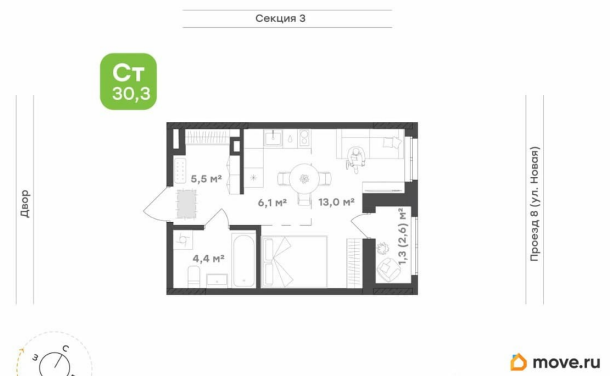 Секция 3
Ст
30,3
5,5 м²
6,1 м²
13,0 м²
1,3 (2,6) м²
4,4 м²
Двор
Проезд 8 (ул. Новая)
С
З
move.ru